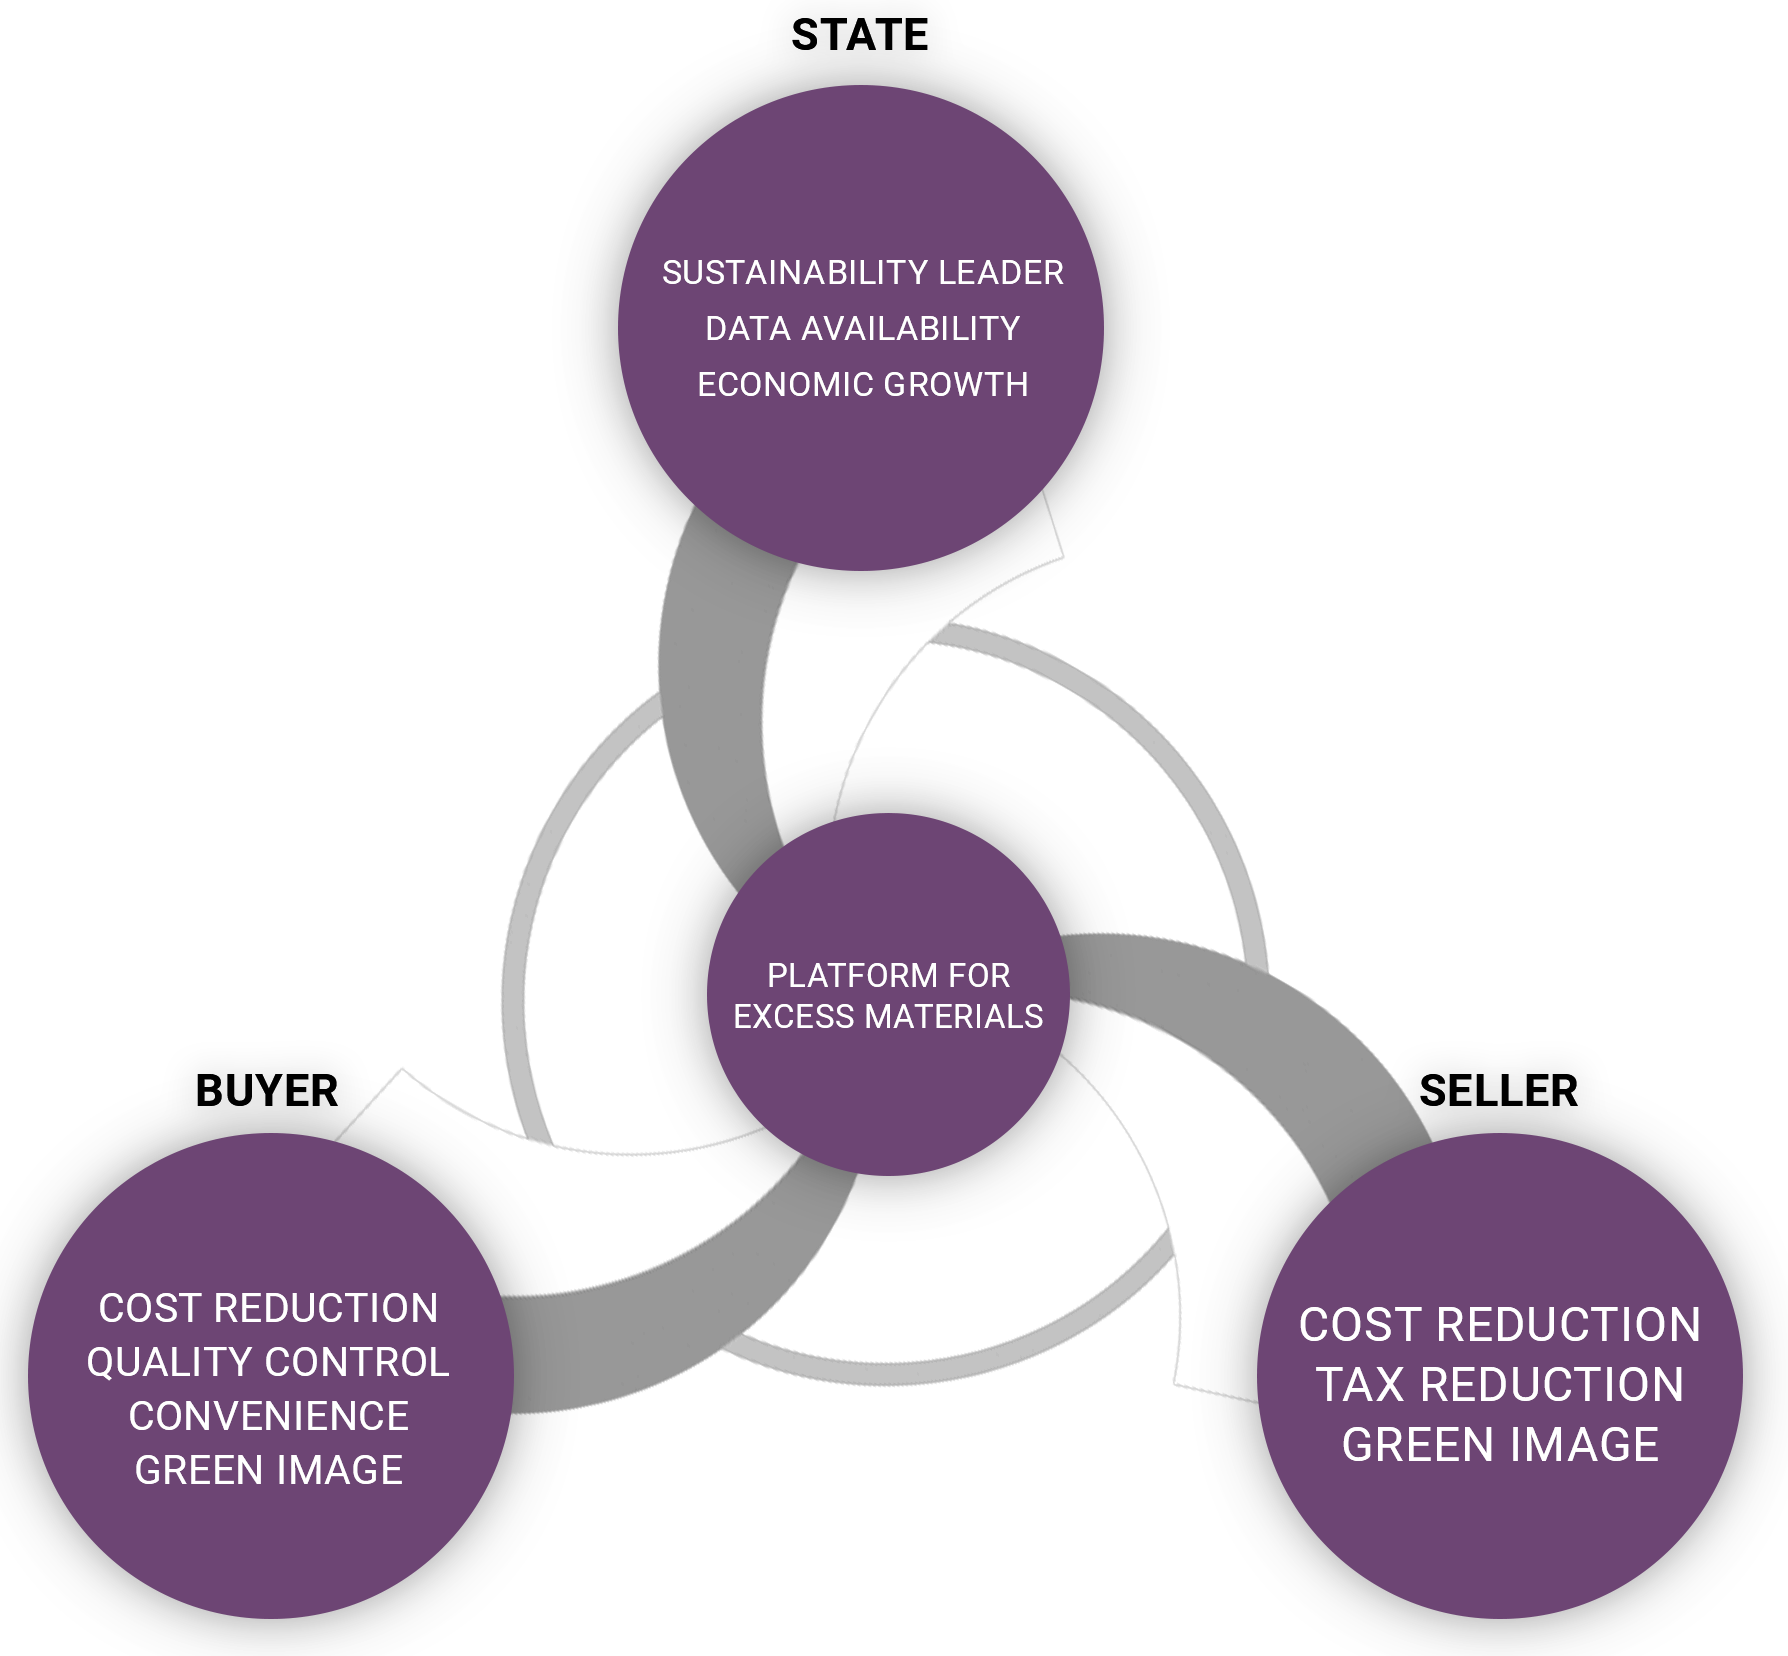 STATE
SUSTAINABILITY LEADER
DATA AVAILABILITY
ECONOMIC GROWTH
PLATFORM FOR
EXCESS MATERIALS
BUYER
COST REDUCTION
QUALITY CONTROL
CONVENIENCE
GREEN IMAGE
SELLER
COST REDUCTION
TAX REDUCTION
GREEN IMAGE